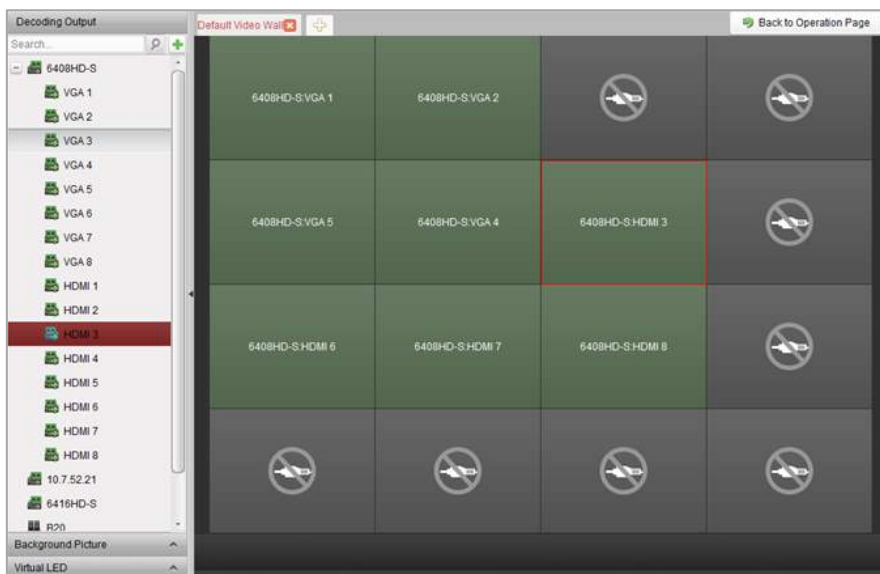 Decoding Output
Default Video Wall
Back to Operation Page
Search...
6408HD-S
VGA 1
VGA 2
VGA 3
VGA 4
VGA 5
VGA 6
VGA 7
VGA 8
HDMI 1
HDMI 2
HDMI 3
HDMI 4
HDMI 5
HDMI 6
HDMI 7
HDMI 8
10.7.52.21
6416HD-S
B20
Background Picture
Virtual LED
6408HD-S:VGA 1 6408HD-S:VGA 2
6408HD-S:VGA 5 6408HD-S:VGA 4 6408HD-S:HDMI 3
6408HD-S:HDMI 6 6408HD-S:HDMI 7 6408HD-S:HDMI 8